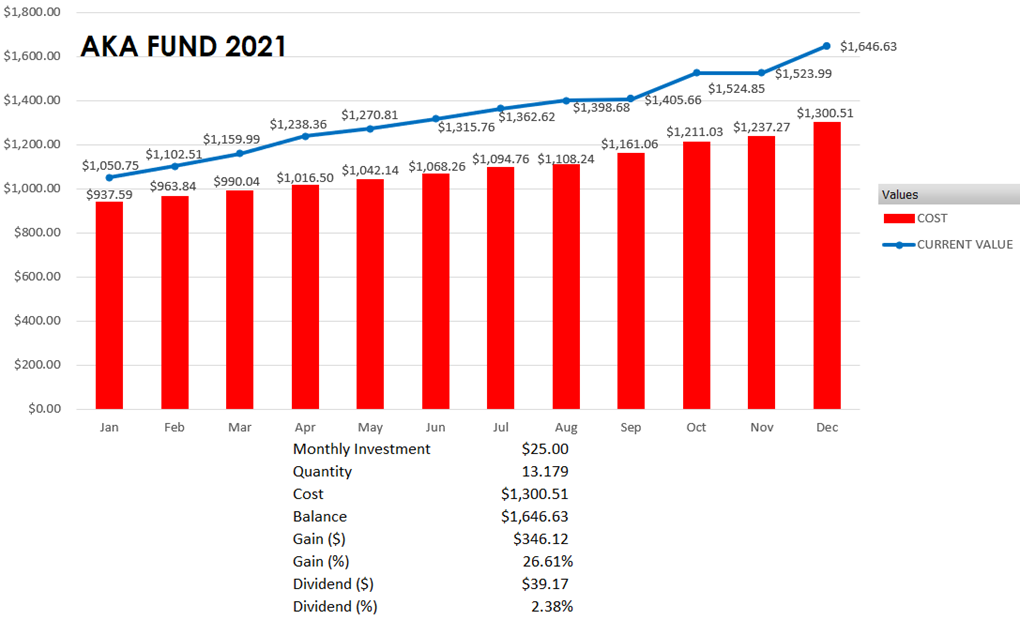 $1,800.00
AKA FUND 2021
$1,600.00
$1,400.00
$1,200.00
$1,000.00
$800.00
$600.00
$400.00
$200.00
$0.00
$1,050.75
$1,102.51
$1,159.99
$1,238.36
$1,270.81
$1,315.76
$1,362.62
$1,398.68
$1,405.66
$1,524.85
$1,523.99
$1,646.63
$937.59
$963.84
$990.04
$1,016.50
$1,042.14
$1,068.26
$1,094.76
$1,108.24
$1,161.06
$1,211.03
$1,237.27
$1,300.51
Jan Feb Mar Apr May Jun Jul Aug Sep Oct Nov Dec
Values
COST
CURRENT VALUE
Monthly Investment $25.00
Quantity 13.179
Cost $1,300.51
Balance $1,646.63
Gain ($) $346.12
Gain (%) 26.61%
Dividend ($) $39.17
Dividend (%) 2.38%